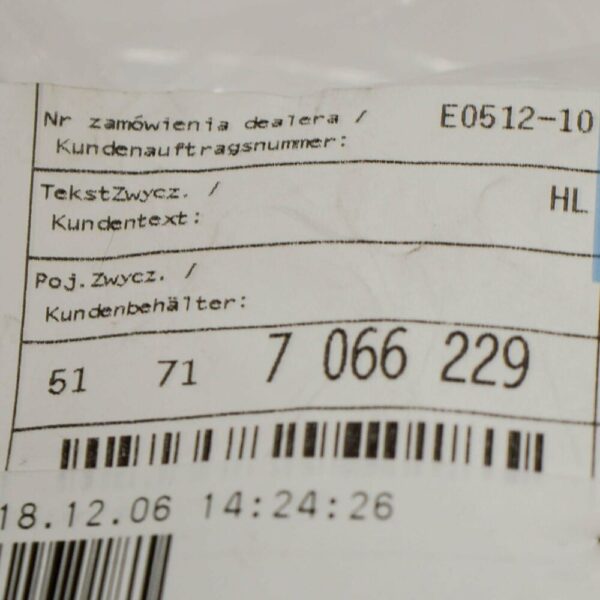 Nr zamówienia dealera / E0512-10
Kundenauftragsnummer:
TekstZwycz. / HL
Kundentext:
Poj.Zwycz. /
Kundenbehälter:
51 71 7 066 229
18.12.06 14:24:26